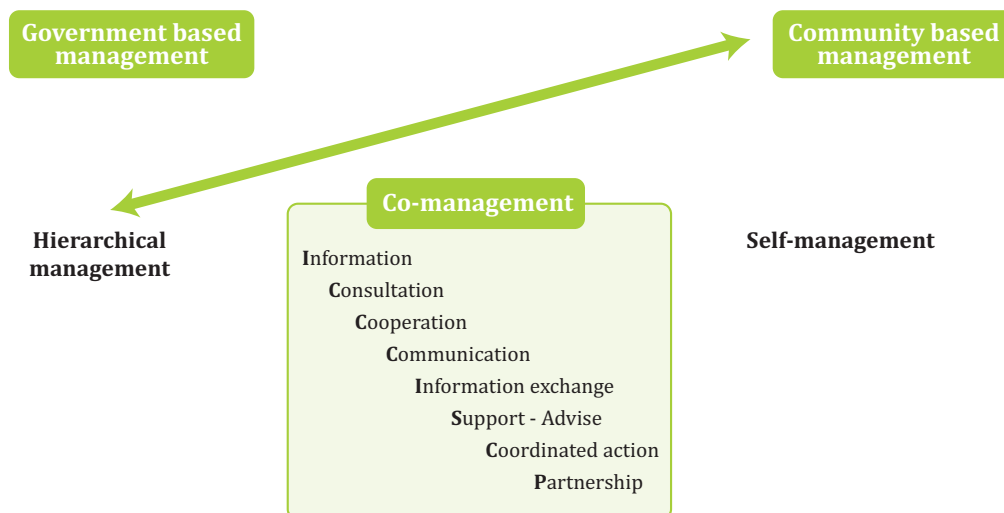 Government based
management
Community based
management
Co-management
Hierarchical
management
Self-management
Information
Consultation
Cooperation
Communication
Information exchange
Support - Advise
Coordinated action
Partnership